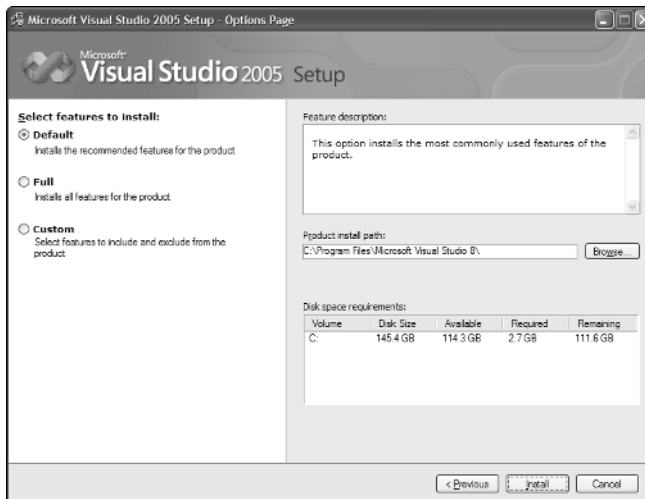 Microsoft Visual Studio 2005 Setup - Options Page
Microsoft
Visual Studio 2005 Setup
Select features to install:
Default
Installs the recommended features for the product
Full
Installs all features for the product
Custom
Select features to include and exclude from the
product
Feature description:
This option installs the most commonly used features of the
product.
Product install path:
C:\Program Files\Microsoft Visual Studio 8\
Browse...
Disk space requirements:
Volume Disk Size Available Required Remaining
C: 145.4 GB 114.3 GB 2.7 GB 111.6 GB
< Previous Install Cancel